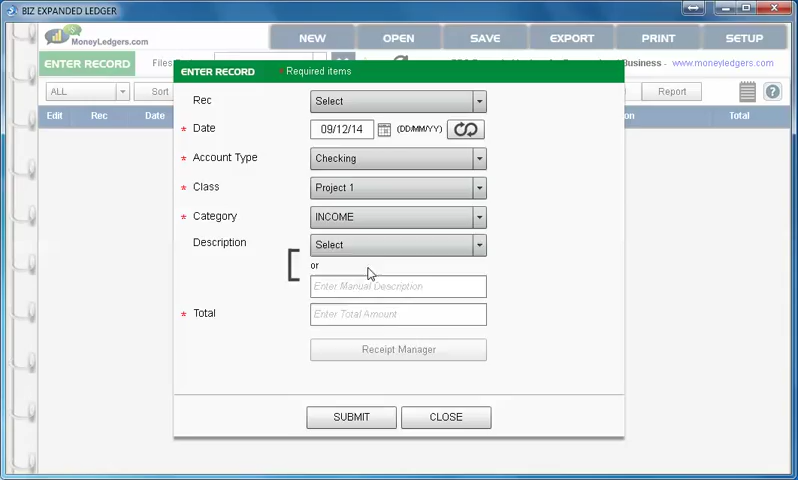 BIZ EXPANDED LEDGER
MoneyLedgers.com
NEW OPEN SAVE EXPORT PRINT SETUP
ENTER RECORD
Business - www.moneyledgers.com
ALL Sort Report
Edit Rec Date Total
ENTER RECORD * Required items
Rec Select
* Date 09/12/14 (DD/MM/YY)
* Account Type Checking
* Class Project 1
* Category INCOME
Description Select
or
Enter Manual Description
* Total Enter Total Amount
Receipt Manager
SUBMIT CLOSE